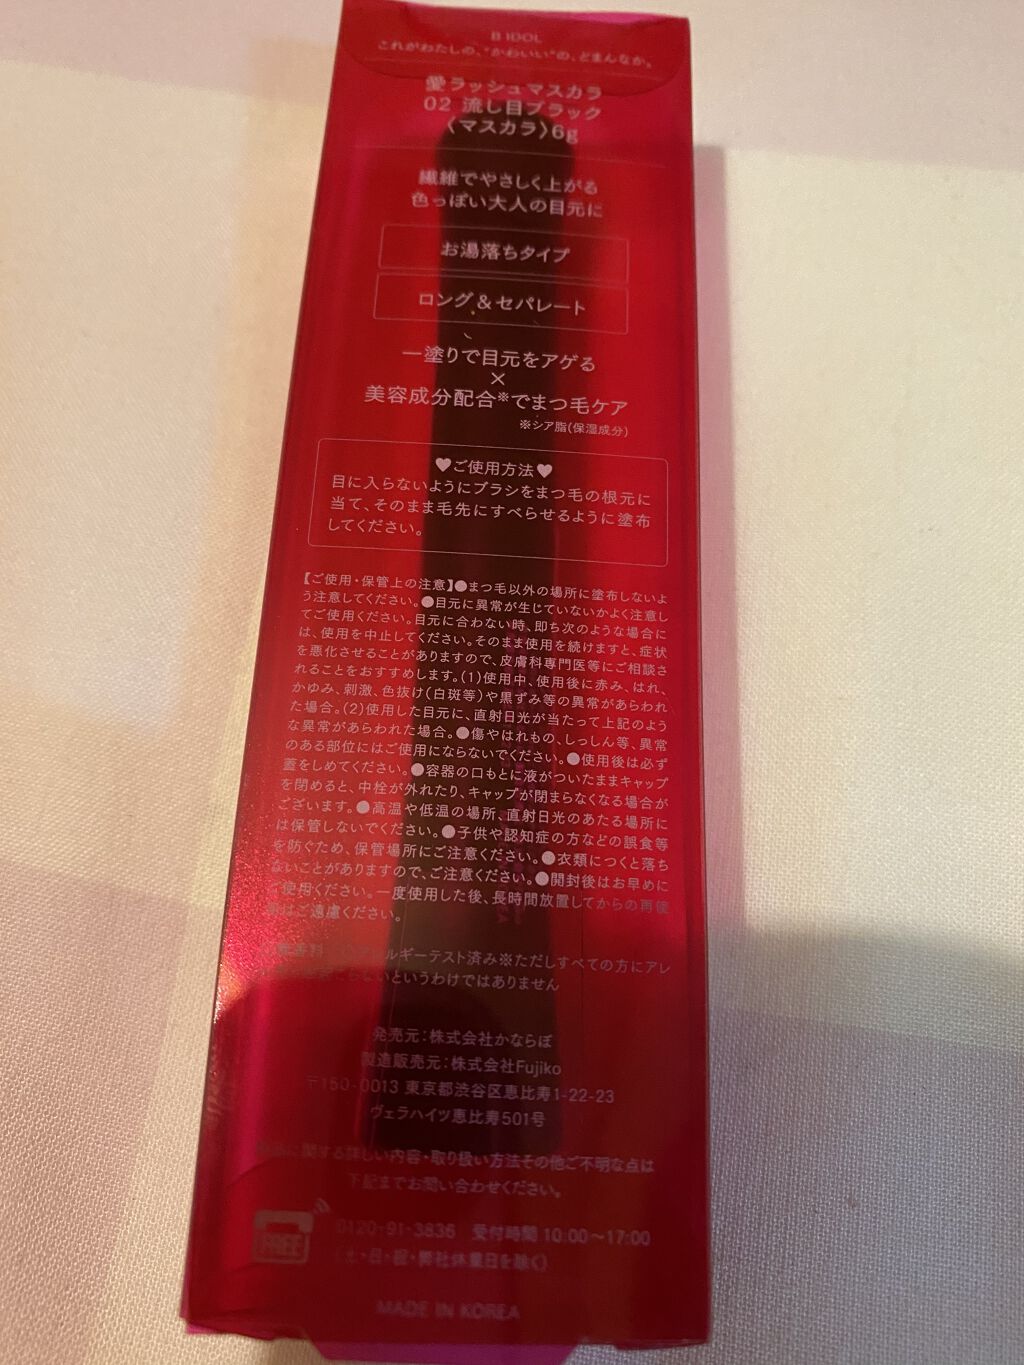 B IDOL
これがわたしの、"かわいい"の、どまんなか。
愛ラッシュマスカラ
02 流し目ブラック
〈マスカラ〉6g
繊維でやさしく上がる
色っぽい大人の目元に
お湯落ちタイプ
ロング&セパレート
一塗りで目元をアゲる
×
美容成分配合※でまつ毛ケア
※シア脂(保湿成分)
♥ご使用方法♥
目に入らないようにブラシをまつ毛の根元に
当て、そのまま毛先にすべらせるように塗布
してください。
【ご使用・保管上の注意】●まつ毛以外の場所に塗布しないよ
う注意してください。●目元に異常が生じていないかよく注意し
てご使用ください。目元に合わない時、即ち次のような場合に
は、使用を中止してください。そのまま使用を続けますと、症状
を悪化させることがありますので、皮膚科専門医等にご相談さ
れることをおすすめします。(1)使用中、使用後に赤み、はれ、
かゆみ、刺激、色抜け(白斑等)や黒ずみ等の異常があらわれ
た場合。(2)使用した目元に、直射日光が当たって上記のよう
な異常があらわれた場合。●傷やはれもの、しっしん等、異常
のある部位にはご使用にならないでください。●使用後は必ず
蓋をしめてください。●容器の口もとに液がついたままキャップ
を閉めると、中栓が外れたり、キャップが閉まらなくなる場合が
ございます。●高温や低温の場所、直射日光のあたる場所に
は保管しないでください。●子供や認知症の方などの誤食等
を防ぐため、保管場所にご注意ください。●衣類につくと落ち
ないことがありますので、ご注意ください。●開封後はお早めに
ご使用ください。一度使用した後、長時間放置してからの再使
用はご遠慮ください。
無香料 アレルギーテスト済み※ただしすべての方にアレ
ないというわけではありません
発売元:株式会社かならぼ
製造販売元:株式会社Fujiko
〒150-0013 東京都渋谷区恵比寿1-22-23
ヴェラハイツ恵比寿501号
に関する詳しい内容・取り扱い方法その他ご不明な点は
下記までお問い合わせください。
FREE 0120-91-3836 受付時間 10:00〜17:00
(土・日・祝・弊社休業日を除く)
MADE IN KOREA